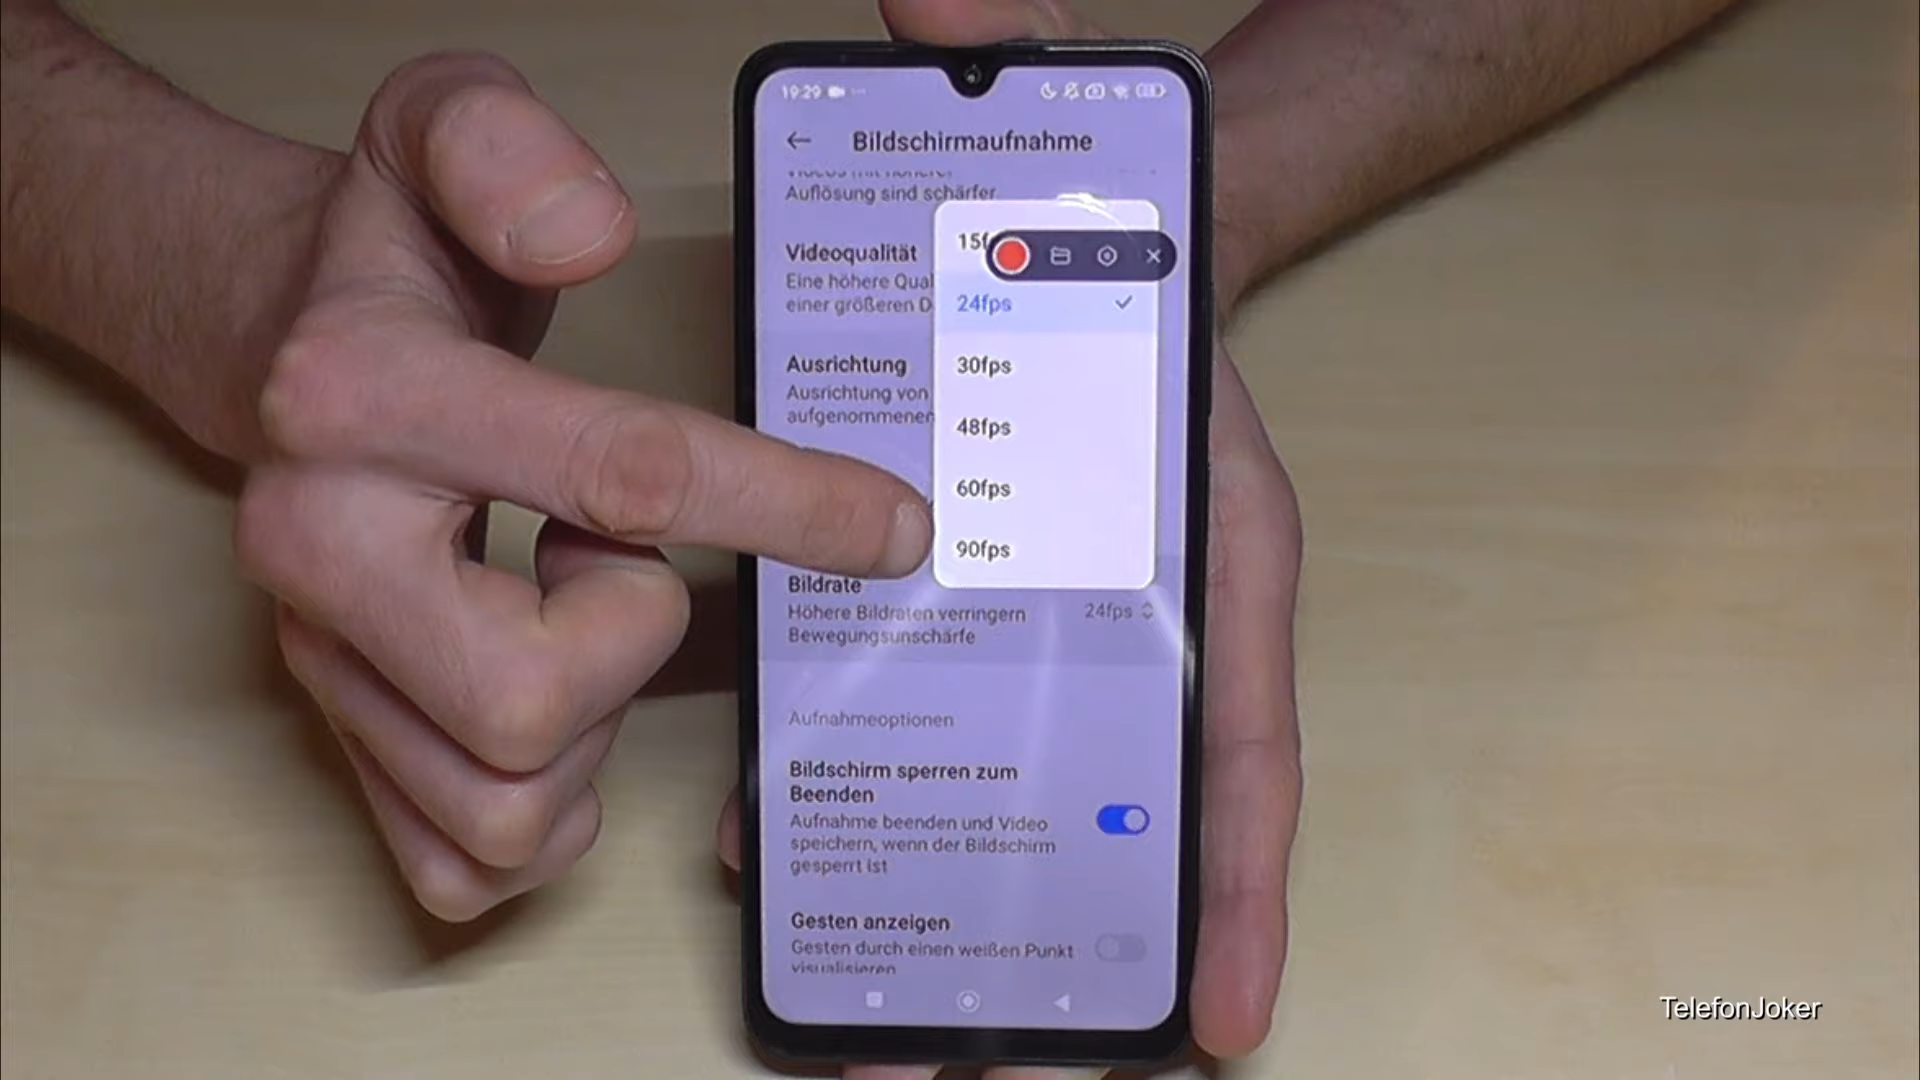 19:29
Bildschirmaufnahme
Auflösung sind schärfer
Videoqualität
Eine höhere Qual
einer größeren D
Ausrichtung
Ausrichtung von
aufgenommenen
15f
24fps
30fps
48fps
60fps
90fps
Bildrate
Höhere Bildraten verringern
Bewegungsunschärfe
24fps
Aufnahmeoptionen
Bildschirm sperren zum
Beenden
Aufnahme beenden und Video
speichern, wenn der Bildschirm
gesperrt ist
Gesten anzeigen
Gesten durch einen weißen Punkt
visualisieren
TelefonJoker